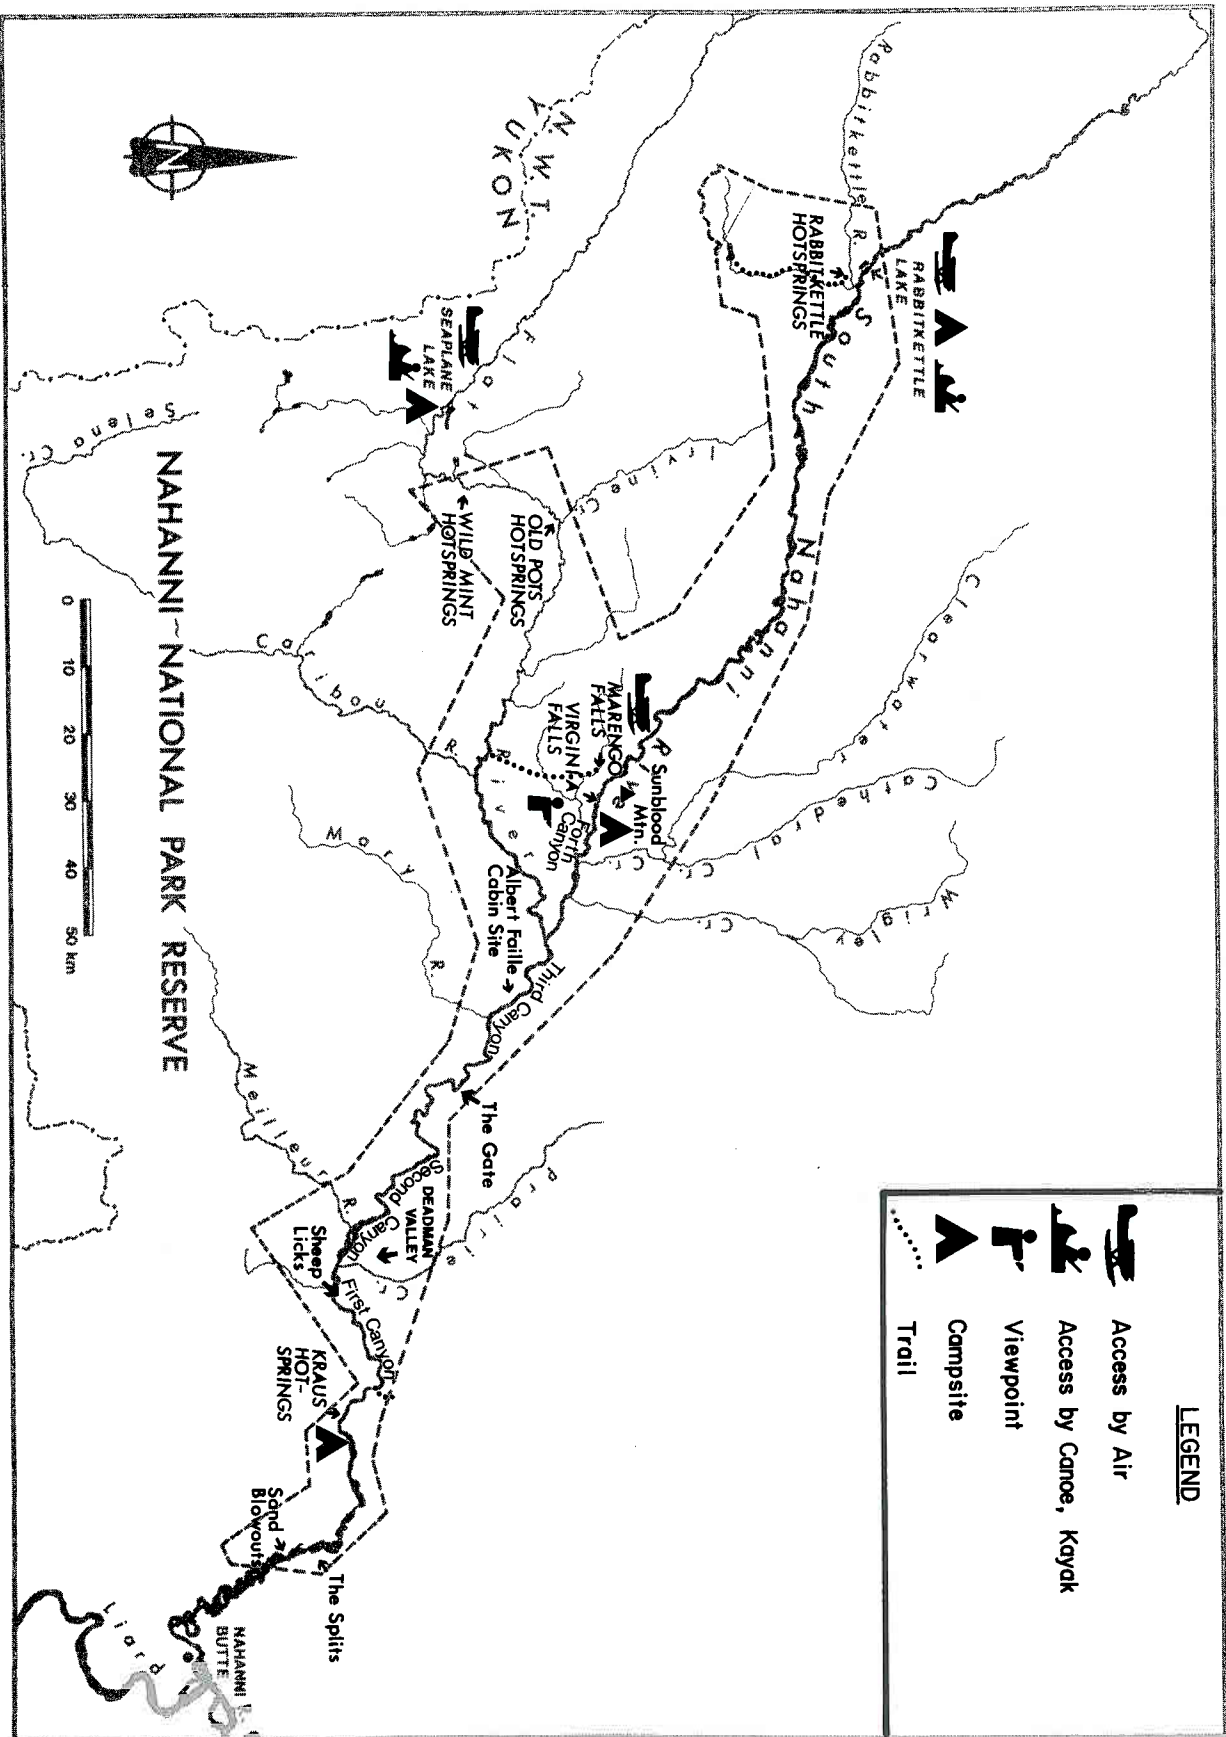 LEGEND
Access by Air
Access by Canoe, Kayak
Viewpoint
Campsite
Trail
Rabbitkettle R.
RABBITKETTLE
LAKE
RABBITKETTLE
HOTSPRINGS
South Nahanni
N. W. T.
YUKON
N
SEAPLANE
LAKE
Flat
River
Irvine Cr.
Clearwater Cr.
Cathedral Cr.
Wrigley Cr.
OLD POTS
HOTSPRINGS
WILD MINT
HOTSPRINGS
Selena Cr.
MARENGO
FALLS
VIRGINIA
FALLS
Sunblood
Mtn.
Forth
Canyon
Caribou R.
Mary R.
Albert Faille
Cabin Site
Third Canyon
The Gate
Second Canyon
DEADMAN
VALLEY
Prairie Cr.
Meilleur R.
Sheep
Licks
First Canyon
KRAUS
HOT-
SPRINGS
Sand
Blowouts
The Splits
NAHANNI
BUTTE
Liard
NAHANNI~NATIONAL PARK RESERVE
0 10 20 30 40 50 km